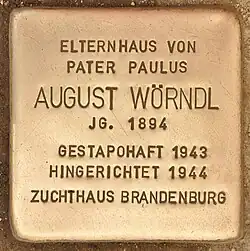 ELTERNHAUS VON
PATER PAULUS
AUGUST WÖRNDL
JG. 1894
GESTAPOHAFT 1943
HINGERICHTET 1944
ZUCHTHAUS BRANDENBURG